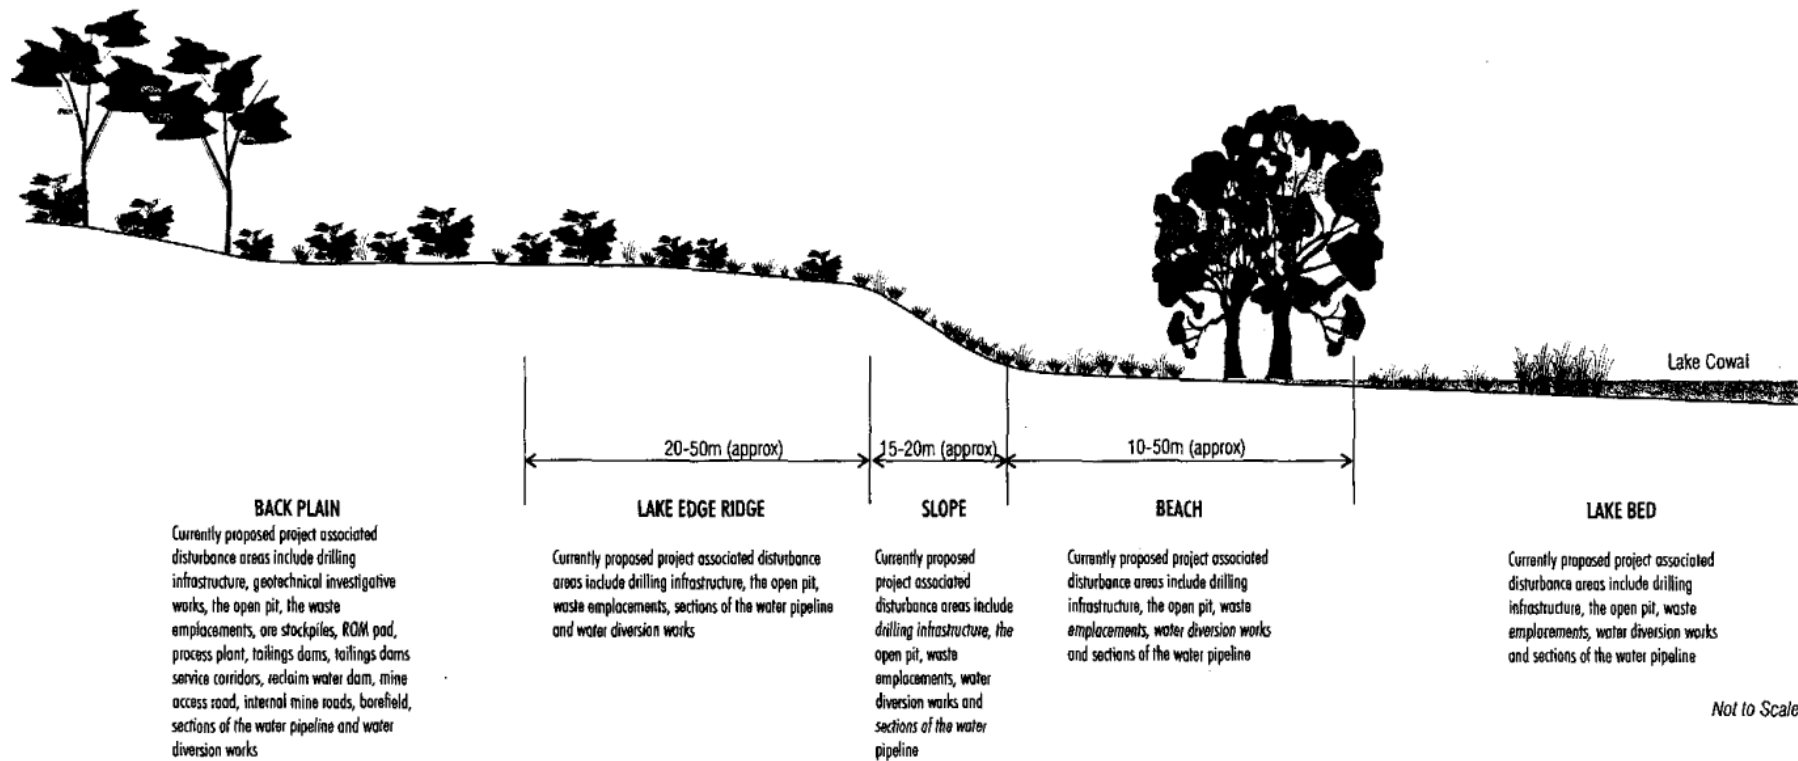 Lake Cowal
20-50m (approx)
15-20m (approx)
10-50m (approx)
BACK PLAIN
Currently proposed project associated
disturbance areas include drilling
infrastructure, geotechnical investigative
works, the open pit, the waste
emplacements, ore stockpiles, ROM pad,
process plant, tailings dams, tailings dams
service corridors, reclaim water dam, mine
access road, internal mine roads, borefield,
sections of the water pipeline and water
diversion works
LAKE EDGE RIDGE
Currently proposed project associated disturbance
areas include drilling infrastructure, the open pit,
waste emplacements, sections of the water pipeline
and water diversion works
SLOPE
Currently proposed
project associated
disturbance areas include
drilling infrastructure, the
open pit, waste
emplacements, water
diversion works and
sections of the water
pipeline
BEACH
Currently proposed project associated
disturbance areas include drilling
infrastructure, the open pit, waste
emplacements, water diversion works
and sections of the water pipeline
LAKE BED
Currently proposed project associated
disturbance areas include drilling
infrastructure, the open pit, waste
emplacements, water diversion works
and sections of the water pipeline
Not to Scale